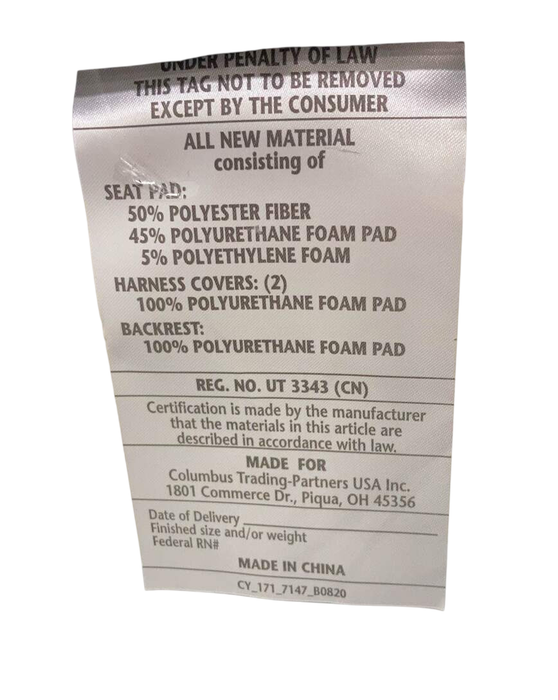 UNDER PENALTY OF LAW
THIS TAG NOT TO BE REMOVED
EXCEPT BY THE CONSUMER
ALL NEW MATERIAL
consisting of
SEAT PAD:
50% POLYESTER FIBER
45% POLYURETHANE FOAM PAD
5% POLYETHYLENE FOAM
HARNESS COVERS: (2)
100% POLYURETHANE FOAM PAD
BACKREST:
100% POLYURETHANE FOAM PAD
REG. NO. UT 3343 (CN)
Certification is made by the manufacturer
that the materials in this article are
described in accordance with law.
MADE FOR
Columbus Trading-Partners USA Inc.
1801 Commerce Dr., Piqua, OH 45356
Date of Delivery
Finished size and/or weight
Federal RN#
MADE IN CHINA
CY_171_7147_B0820